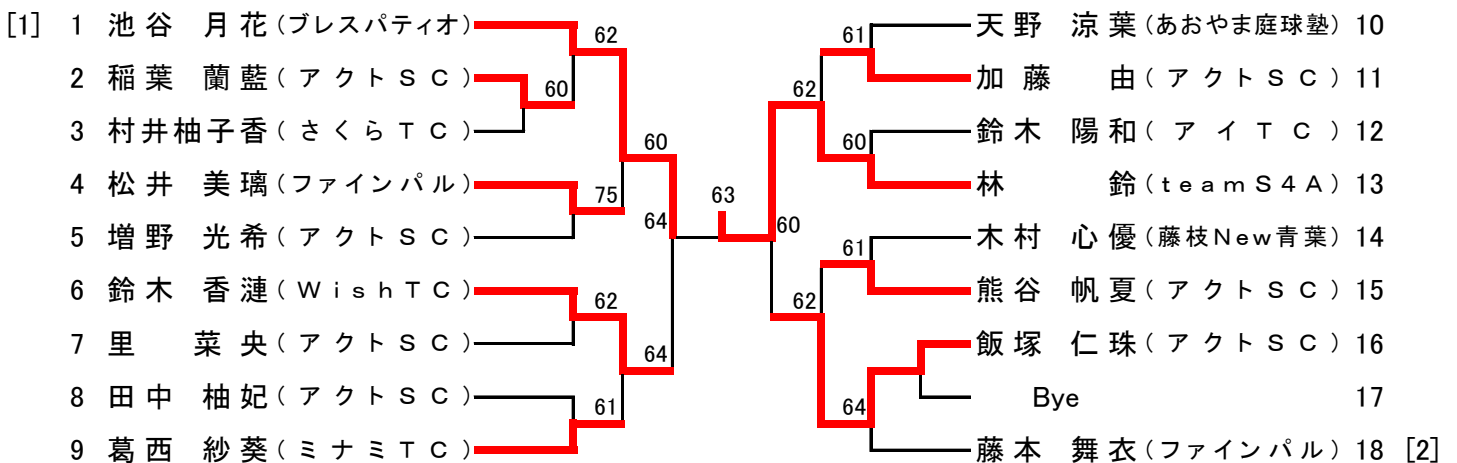 [1] 1 池谷 月花(ブレスパティオ)
62
2 稲葉 蘭藍(アクトSC)
60
3 村井柚子香(さくらTC)
60
4 松井 美璃(ファインパル)
75
5 増野 光希(アクトSC)
64
6 鈴木 香漣(WishTC)
62
7 里 菜央(アクトSC)
64
8 田中 柚妃(アクトSC)
61
9 葛西 紗葵(ミナミTC)
63
天野 涼葉(あおやま庭球塾) 10
61
加藤 由(アクトSC) 11
62
鈴木 陽和(アイTC) 12
60
林 鈴(teamS4A) 13
60
木村 心優(藤枝New青葉) 14
61
熊谷 帆夏(アクトSC) 15
62
飯塚 仁珠(アクトSC) 16
Bye 17
64
藤本 舞衣(ファインパル) 18 [2]